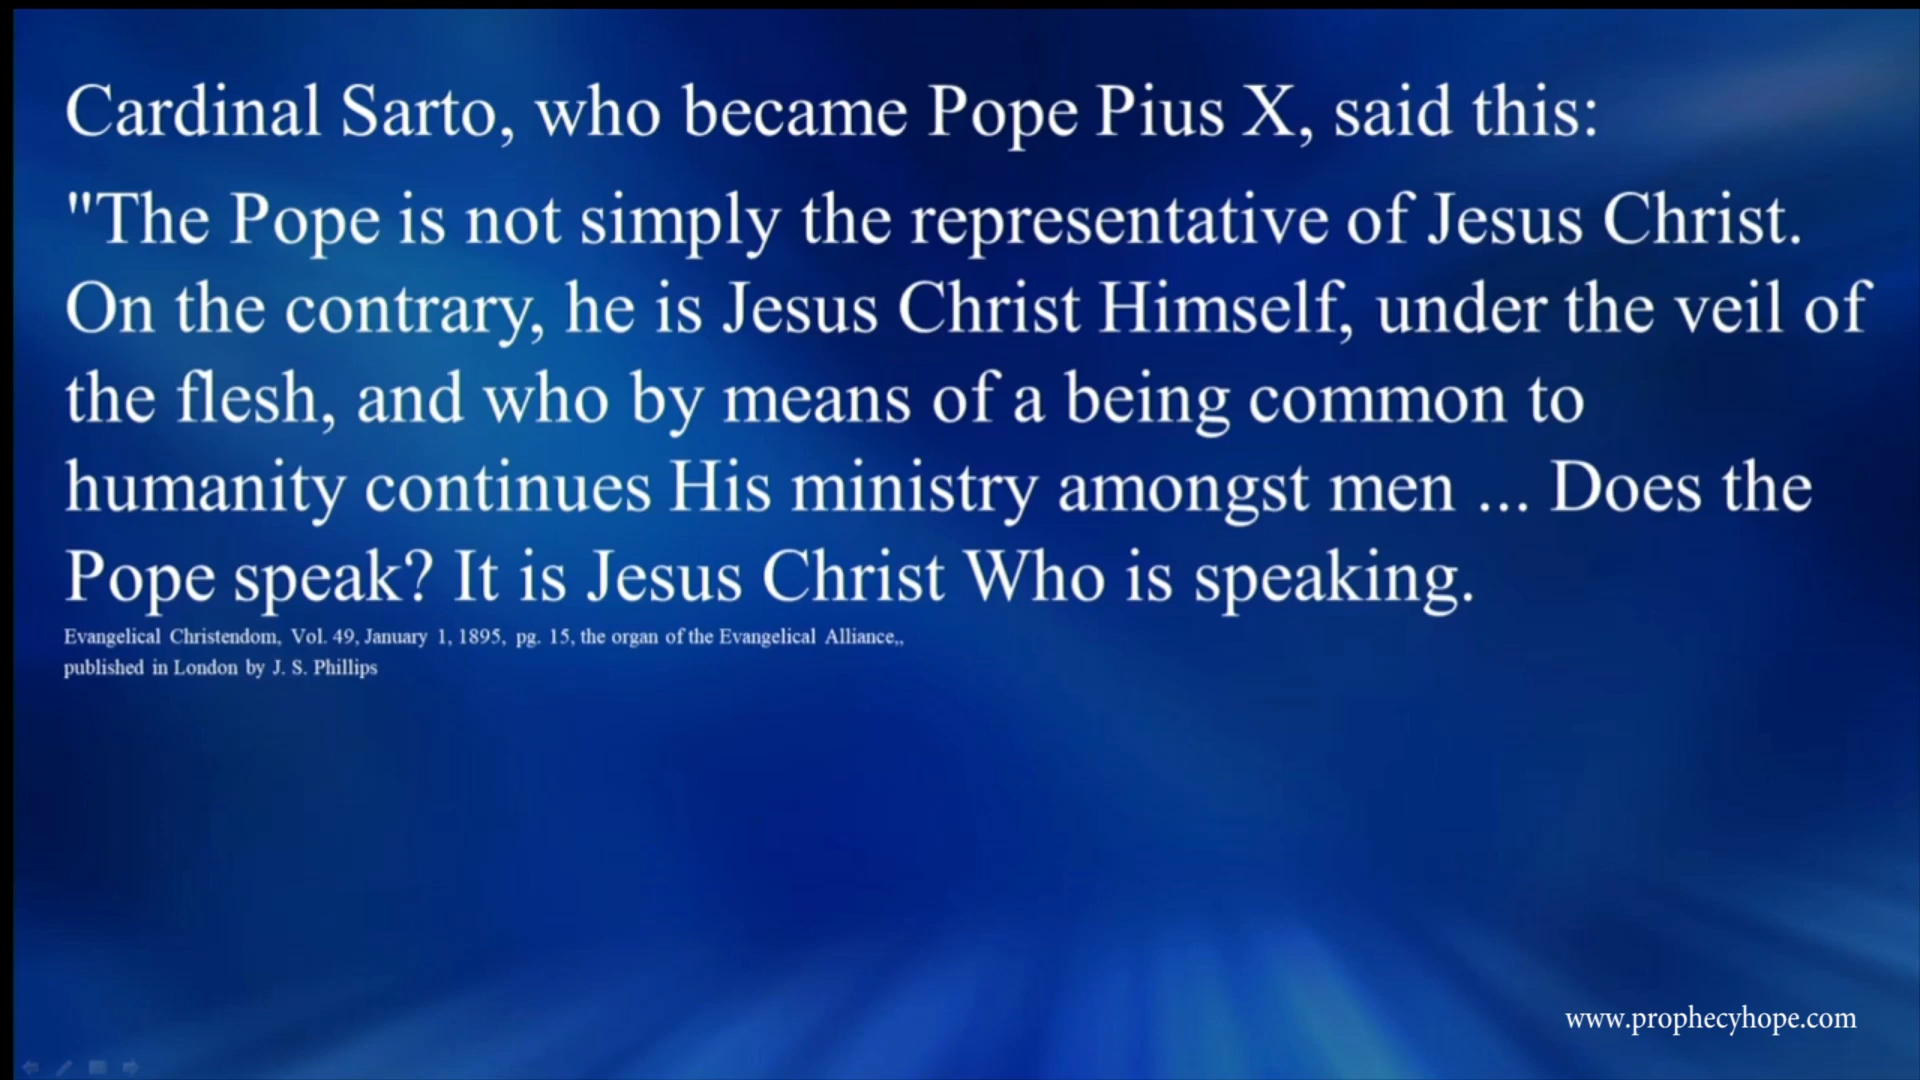 Cardinal Sarto, who became Pope Pius X, said this:
"The Pope is not simply the representative of Jesus Christ.
On the contrary, he is Jesus Christ Himself, under the veil of
the flesh, and who by means of a being common to
humanity continues His ministry amongst men ... Does the
Pope speak? It is Jesus Christ Who is speaking.
Evangelical Christendom, Vol. 49, January 1, 1895, pg. 15, the organ of the Evangelical Alliance,,
published in London by J. S. Phillips
www.prophecyhope.com